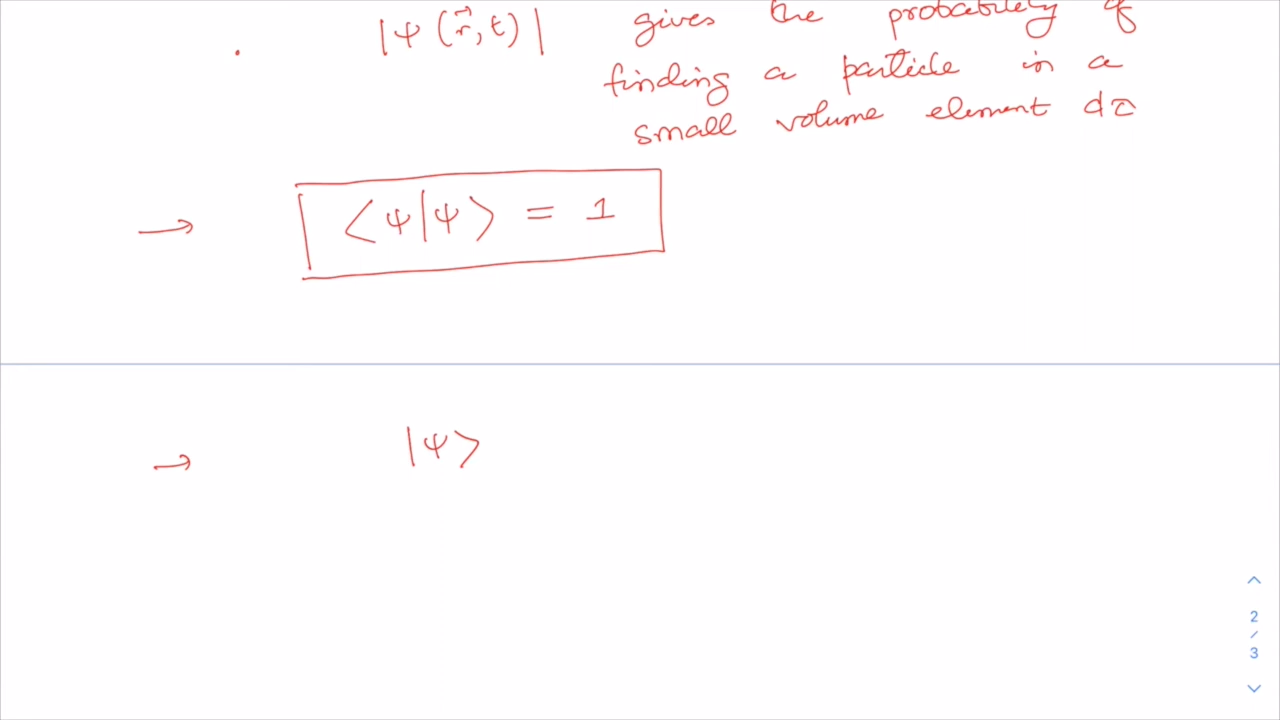 . |ψ(r⃗,t)| gives the probability of
finding a particle in a
small volume element dτ
→ ⟨ψ|ψ⟩ = 1
→ |ψ⟩
2
/
3